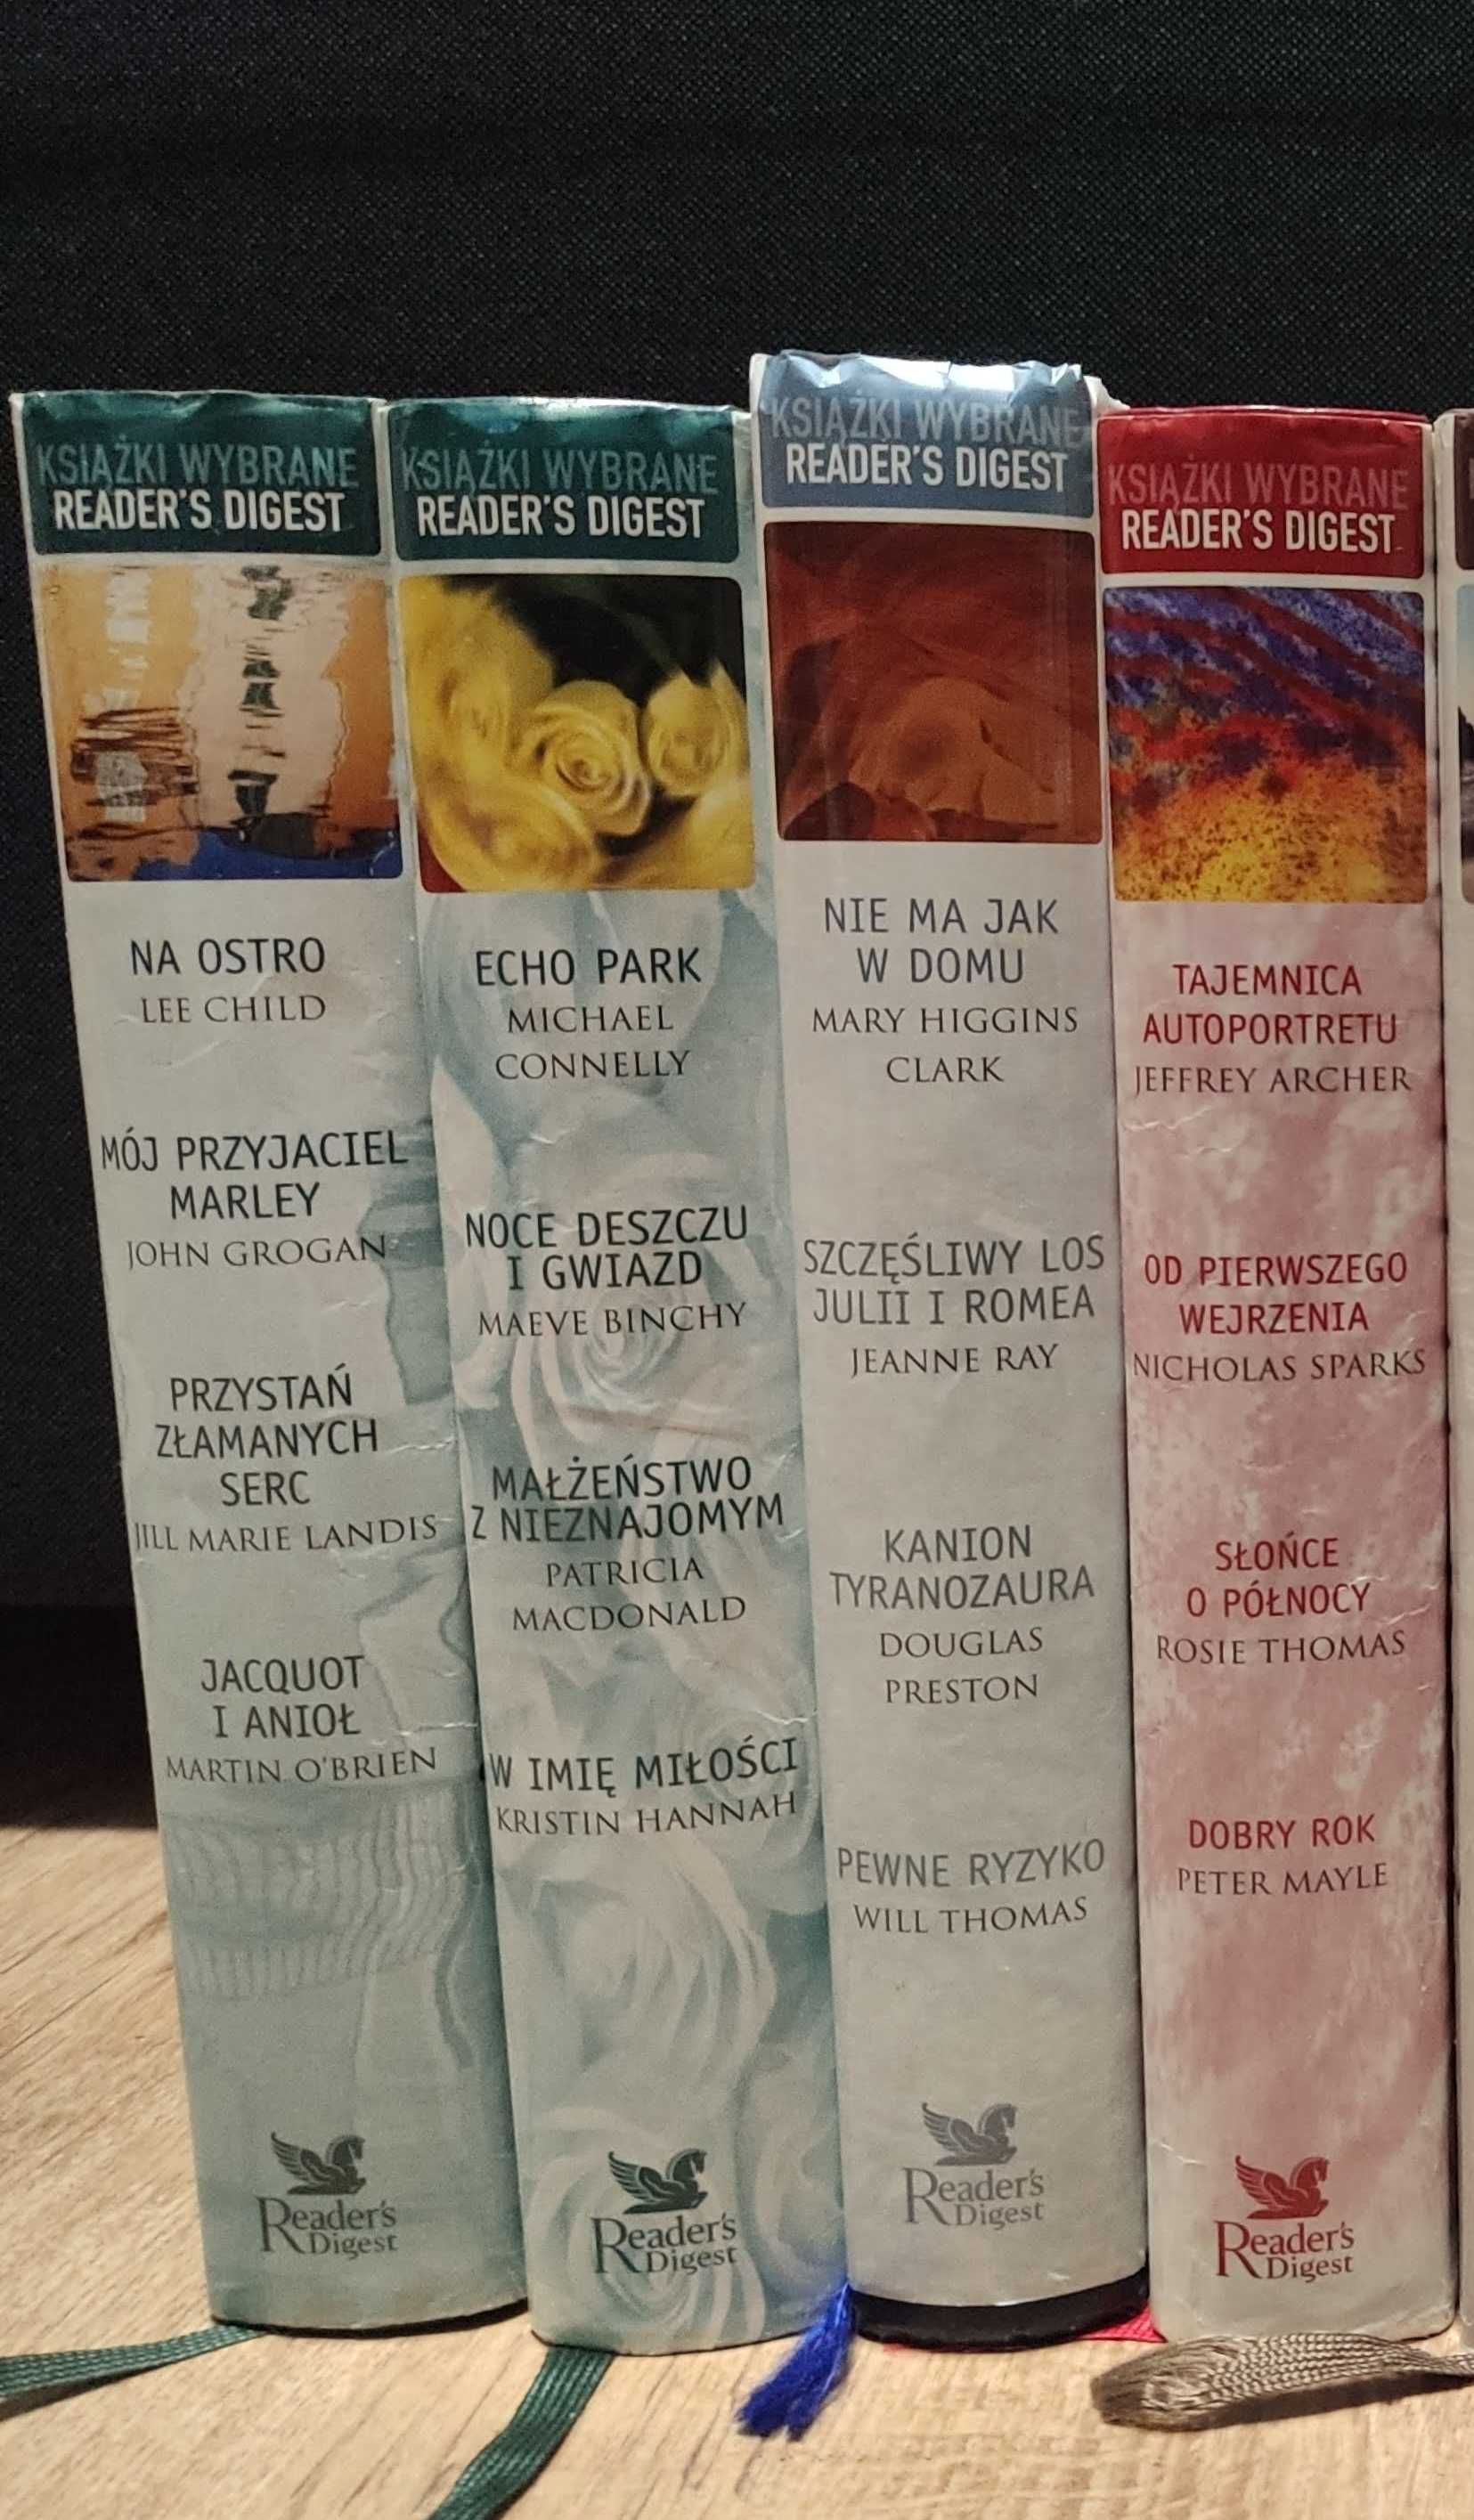 KSIĄŻKI WYBRANE
READER'S DIGEST
NA OSTRO
LEE CHILD
MÓJ PRZYJACIEL
MARLEY
JOHN GROGAN
PRZYSTAŃ
ZŁAMANYCH
SERC
JILL MARIE LANDIS
JACQUOT
I ANIOŁ
MARTIN O'BRIEN
Reader's
Digest
KSIĄŻKI WYBRANE
READER'S DIGEST
ECHO PARK
MICHAEL
CONNELLY
NOCE DESZCZU
I GWIAZD
MAEVE BINCHY
MAŁŻEŃSTWO
Z NIEZNAJOMYM
PATRICIA
MACDONALD
W IMIĘ MIŁOŚCI
KRISTIN HANNAH
Reader's
Digest
KSIĄŻKI WYBRANE
READER'S DIGEST
NIE MA JAK
W DOMU
MARY HIGGINS
CLARK
SZCZĘŚLIWY LOS
JULII I ROMEA
JEANNE RAY
KANION
TYRANOZAURA
DOUGLAS
PRESTON
PEWNE RYZYKO
WILL THOMAS
Reader's
Digest
KSIĄŻKI WYBRANE
READER'S DIGEST
TAJEMNICA
AUTOPORTRETU
JEFFREY ARCHER
OD PIERWSZEGO
WEJRZENIA
NICHOLAS SPARKS
SŁOŃCE
O PÓŁNOCY
ROSIE THOMAS
DOBRY ROK
PETER MAYLE
Reader's
Digest